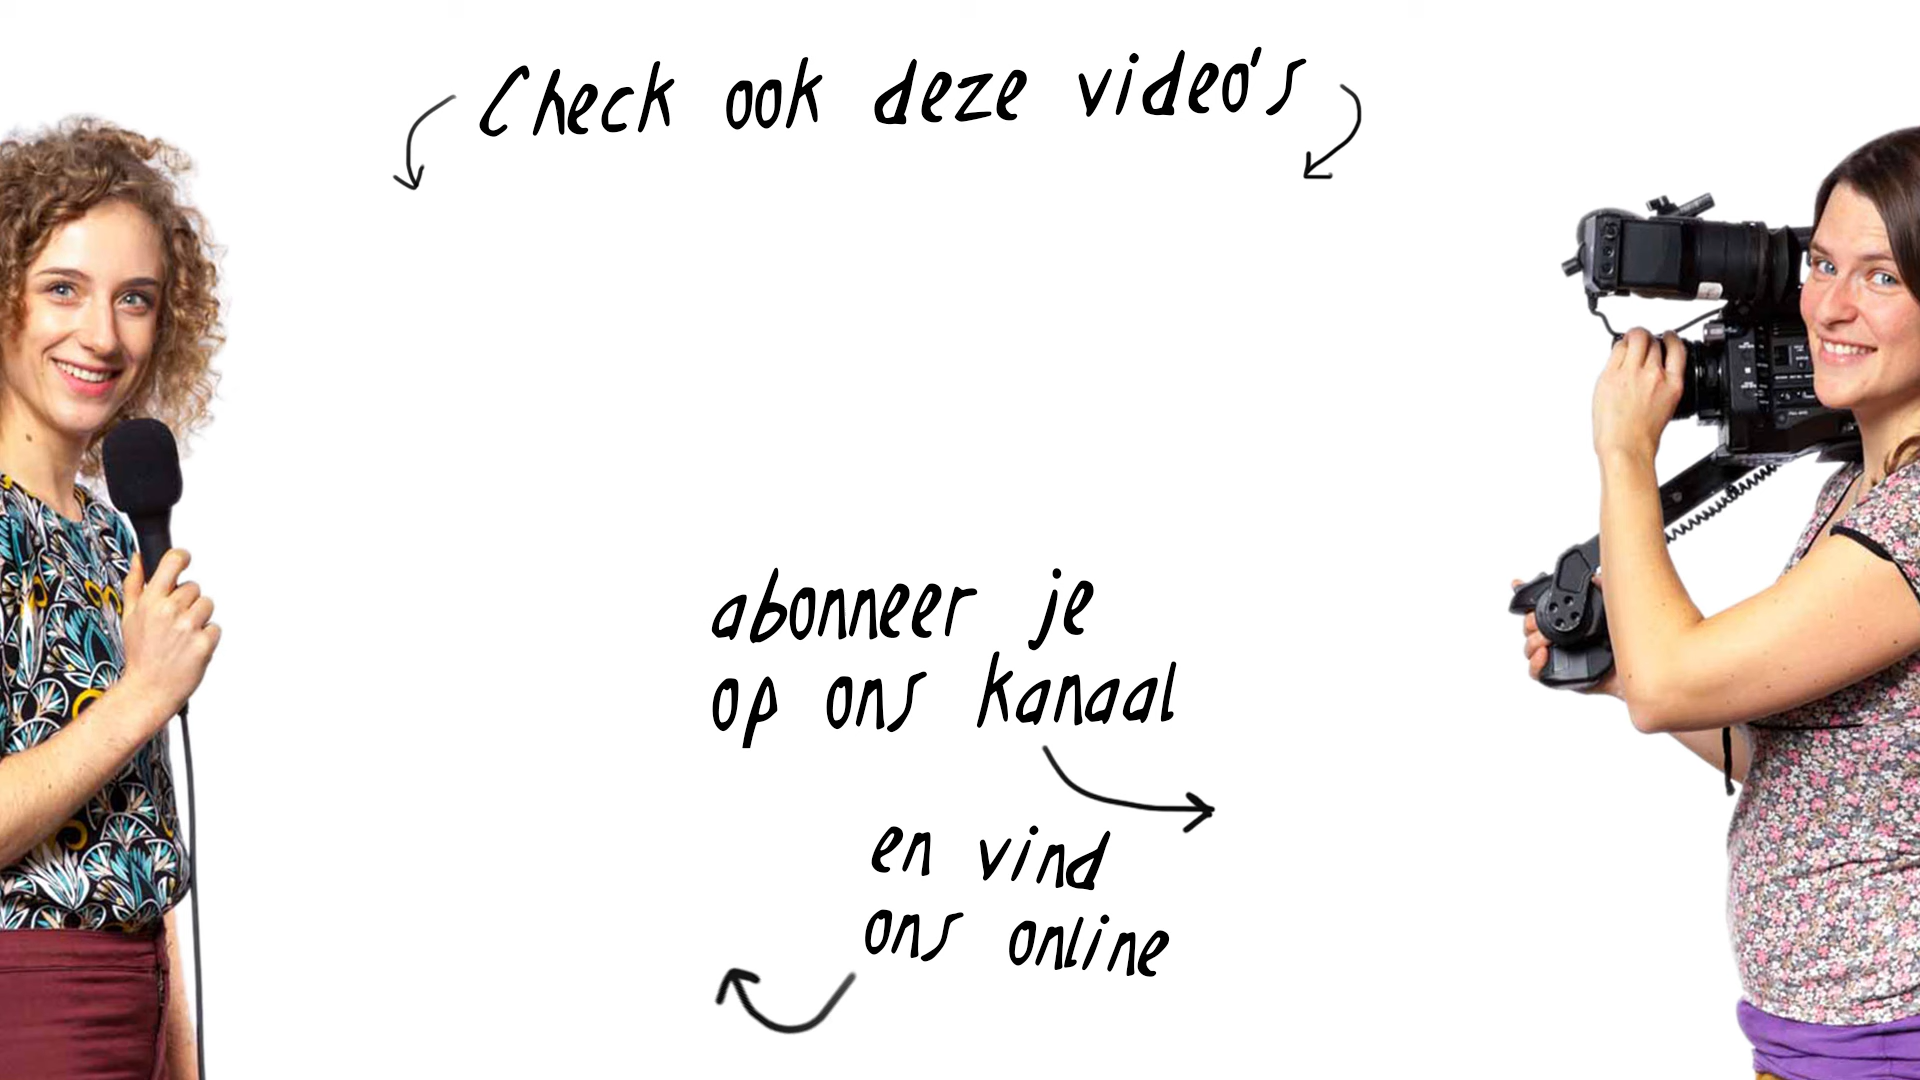 Check ook deze video's
abonneer je
op ons kanaal
en vind
ons online